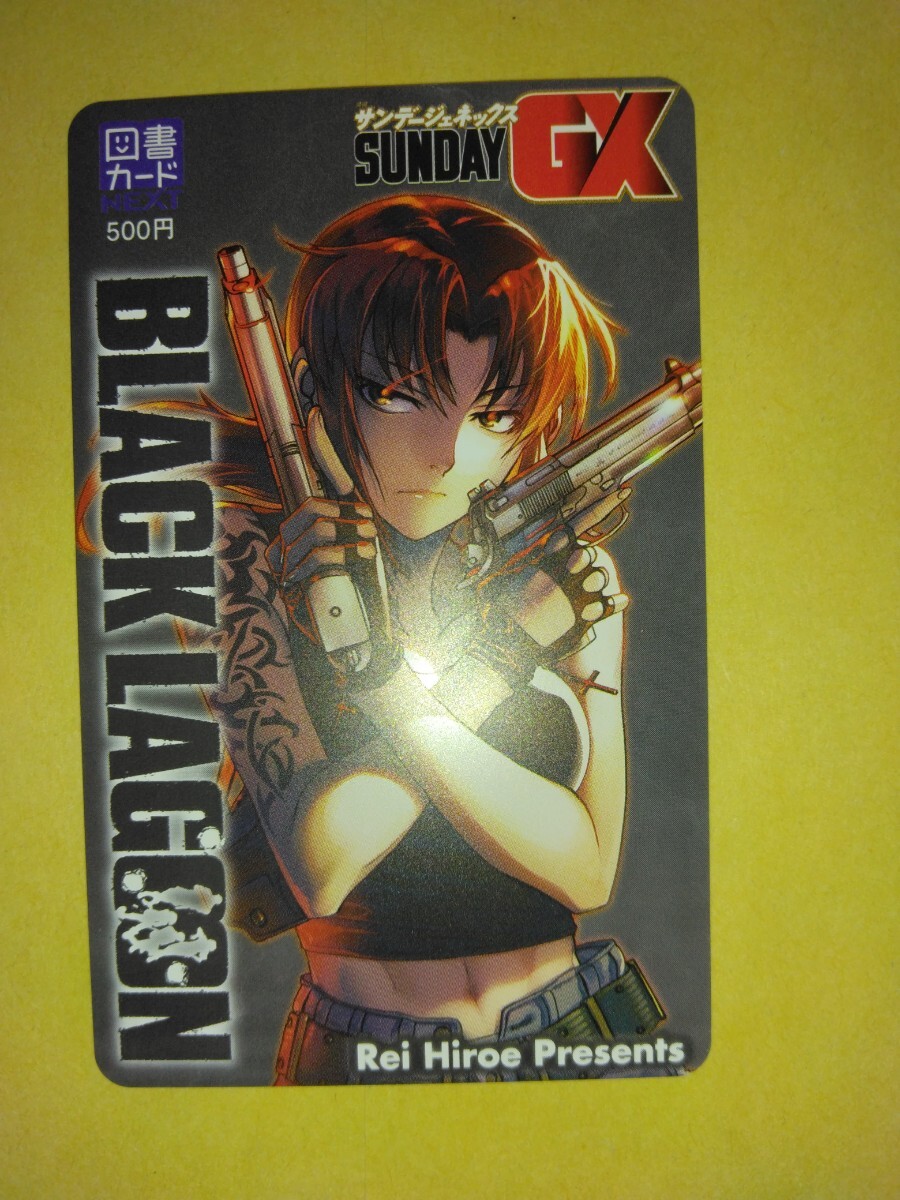 図書
カード
NEXT
500円
サンデージェネックス
SUNDAY GX
BLACK LAGOON
Rei Hiroe Presents